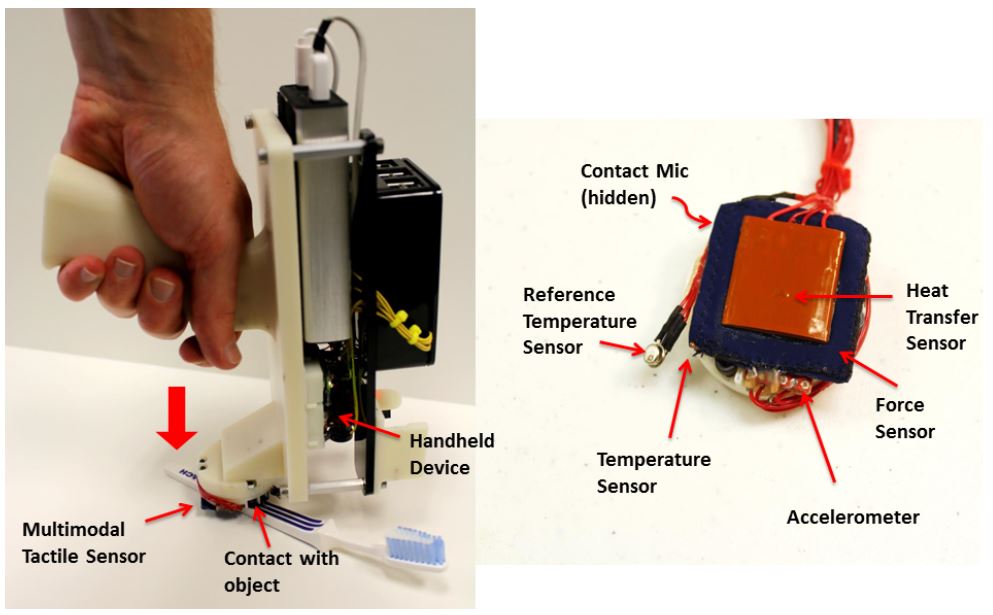 Handheld
Device
Multimodal
Tactile Sensor
Contact with
object
ACH
Contact Mic
(hidden)
Reference
Temperature
Sensor
Heat
Transfer
Sensor
Force
Sensor
Temperature
Sensor
Accelerometer